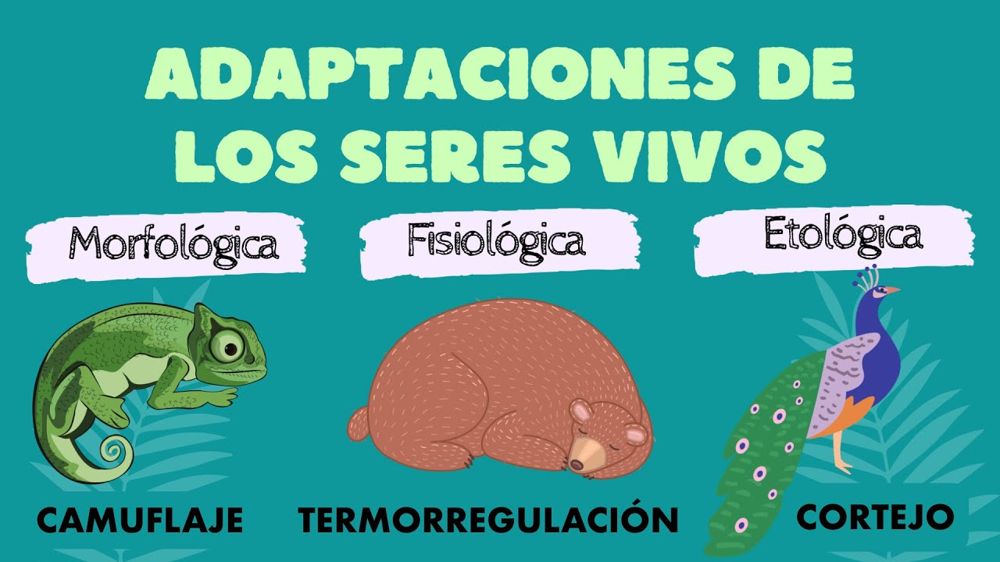 ADAPTACIONES DE
LOS SERES VIVOS
Morfológica
Fisiológica
Etológica
CAMUFLAJE
TERMORREGULACIÓN
CORTEJO